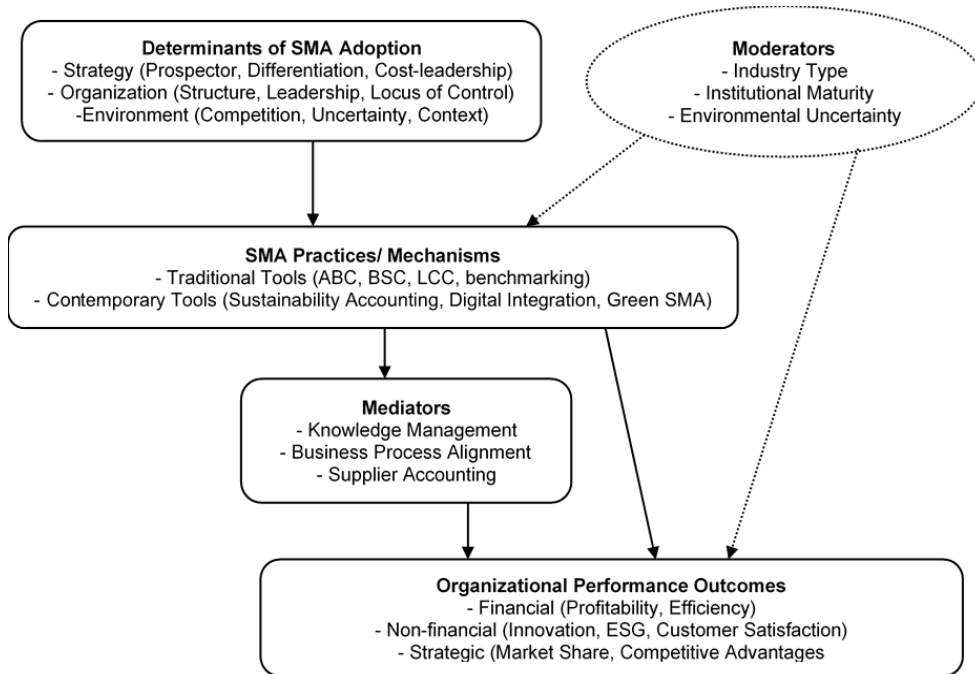 Determinants of SMA Adoption
- Strategy (Prospector, Differentiation, Cost-leadership)
- Organization (Structure, Leadership, Locus of Control)
-Environment (Competition, Uncertainty, Context)
Moderators
- Industry Type
- Institutional Maturity
- Environmental Uncertainty
SMA Practices/ Mechanisms
- Traditional Tools (ABC, BSC, LCC, benchmarking)
- Contemporary Tools (Sustainability Accounting, Digital Integration, Green SMA)
Mediators
- Knowledge Management
- Business Process Alignment
- Supplier Accounting
Organizational Performance Outcomes
- Financial (Profitability, Efficiency)
- Non-financial (Innovation, ESG, Customer Satisfaction)
- Strategic (Market Share, Competitive Advantages